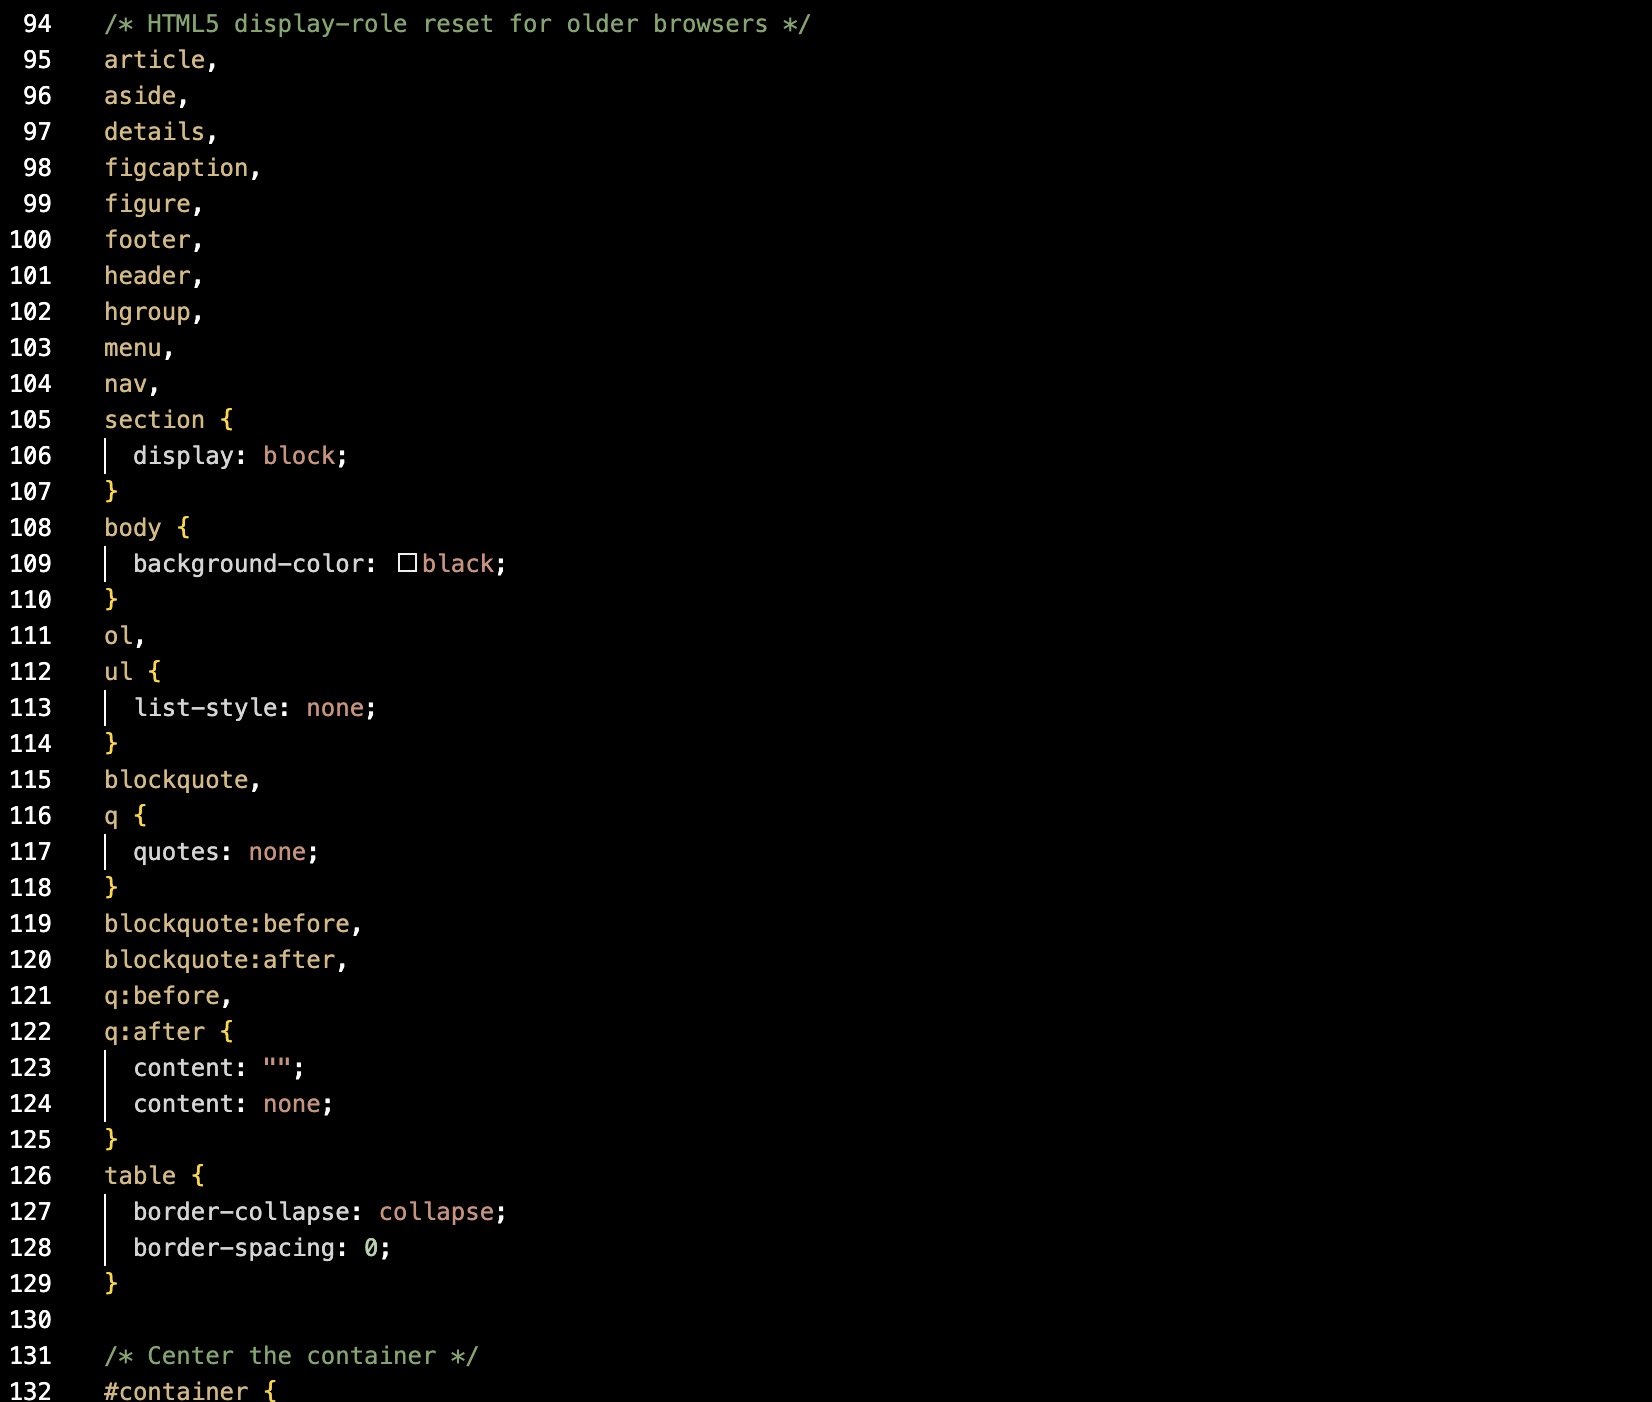 94 /* HTML5 display-role reset for older browsers */
95 article,
96 aside,
97 details,
98 figcaption,
99 figure,
100 footer,
101 header,
102 hgroup,
103 menu,
104 nav,
105 section {
106   display: block;
107 }
108 body {
109   background-color: black;
110 }
111 ol,
112 ul {
113   list-style: none;
114 }
115 blockquote,
116 q {
117   quotes: none;
118 }
119 blockquote:before,
120 blockquote:after,
121 q:before,
122 q:after {
123   content: "";
124   content: none;
125 }
126 table {
127   border-collapse: collapse;
128   border-spacing: 0;
129 }
130
131 /* Center the container */
132 #container {